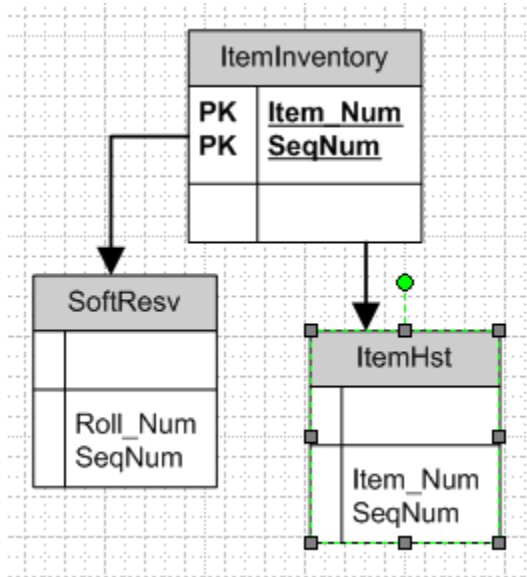 ItemInventory
PK Item_Num
PK SeqNum
SoftResv
Roll_Num
SeqNum
ItemHst
Item_Num
SeqNum